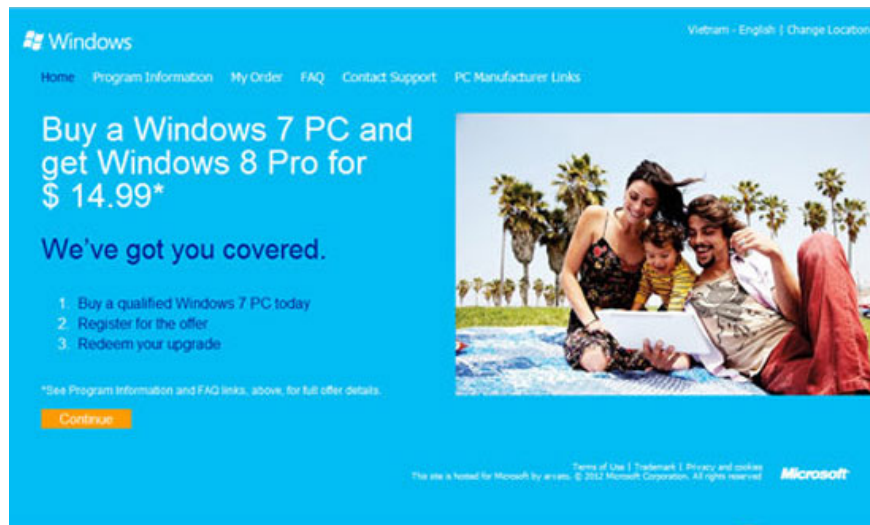 Vietnam - English | Change Location
Windows
Home Program Information My Order FAQ Contact Support PC Manufacturer Links
Buy a Windows 7 PC and
get Windows 8 Pro for
$ 14.99*
We've got you covered.
1. Buy a qualified Windows 7 PC today
2. Register for the offer
3. Redeem your upgrade
*See Program Information and FAQ links, above, for full offer details.
Continue
Terms of Use | Trademark | Privacy and cookies
This site is hosted for Microsoft by arvato. © 2012 Microsoft Corporation. All rights reserved
Microsoft